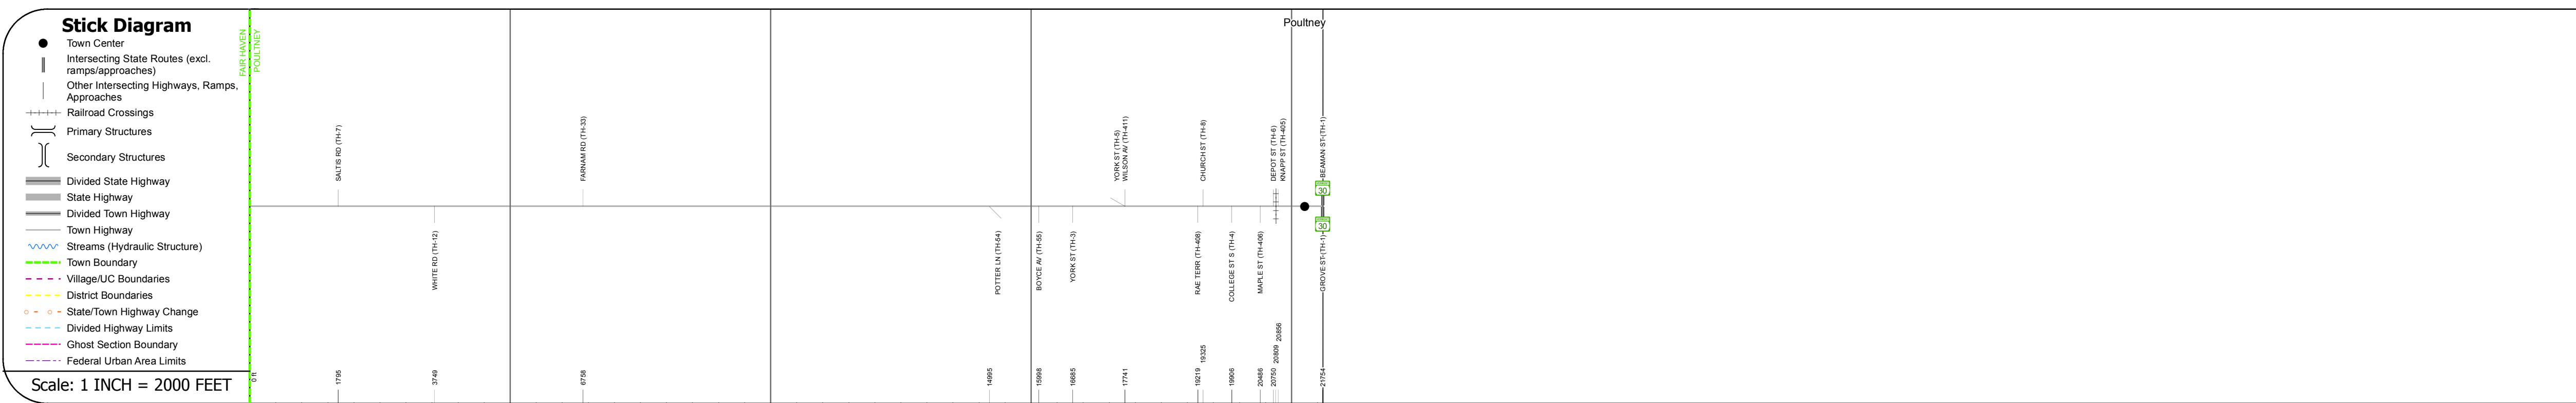 Stick Diagram
Town Center
Intersecting State Routes (excl.
ramps/approaches)
Other Intersecting Highways, Ramps,
Approaches
Railroad Crossings
Primary Structures
Secondary Structures
Divided State Highway
State Highway
Divided Town Highway
Town Highway
Streams (Hydraulic Structure)
Town Boundary
Village/UC Boundaries
District Boundaries
State/Town Highway Change
Divided Highway Limits
Ghost Section Boundary
Federal Urban Area Limits
Scale: 1 INCH = 2000 FEET
FAIR HAVEN
POULTNEY
Poultney
SALTIS RD (TH-7)
FARNAM RD (TH-33)
YORK ST (TH-5)
WILSON AV (TH-411)
CHURCH ST (TH-8)
DEPOT ST (TH-6)
KNAPP ST (TH-405)
BEAMAN ST-(TH-1)
30
30
WHITE RD (TH-12)
POTTER LN (TH-54)
BOYCE AV (TH-55)
YORK ST (TH-3)
RAE TERR (TH-408)
COLLEGE ST S (TH-4)
MAPLE ST (TH-406)
GROVE ST-(TH-1)
0 ft
1795
3749
6758
14995
15998
16685
17741
19219
19325
19906
20486
20750
20809
20856
21754